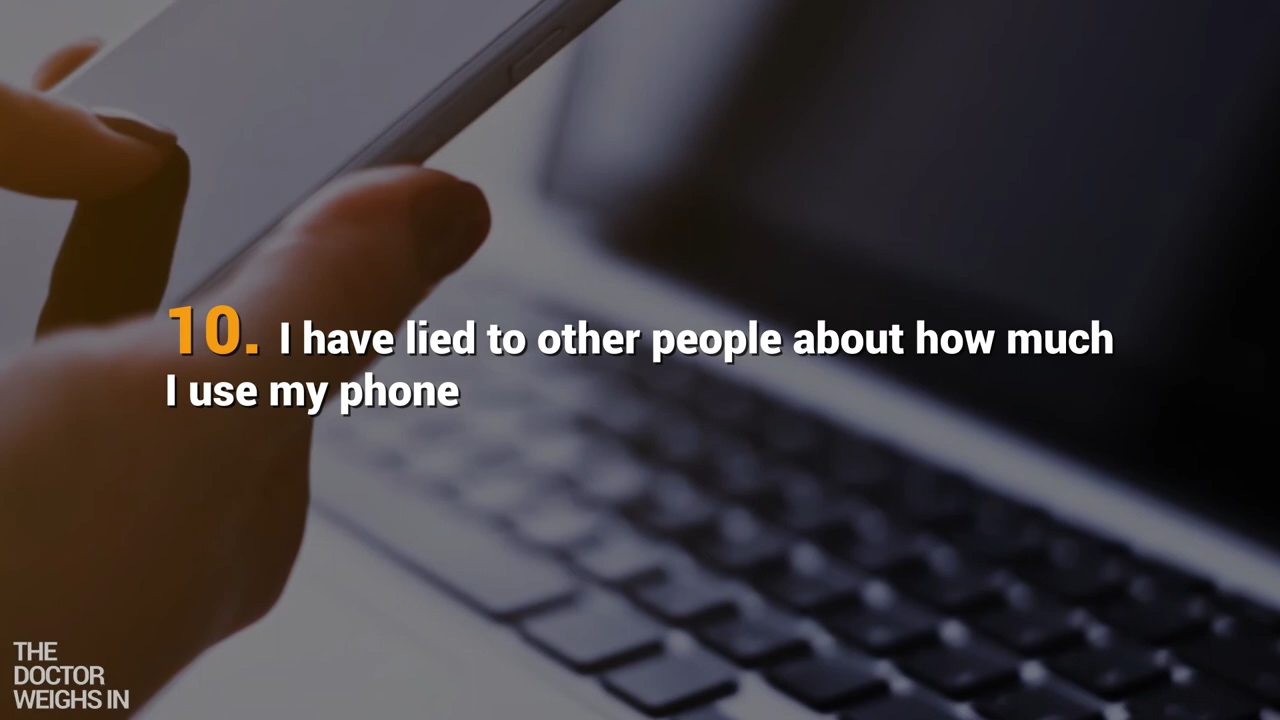 10. I have lied to other people about how much
I use my phone
THE
DOCTOR
WEIGHS IN